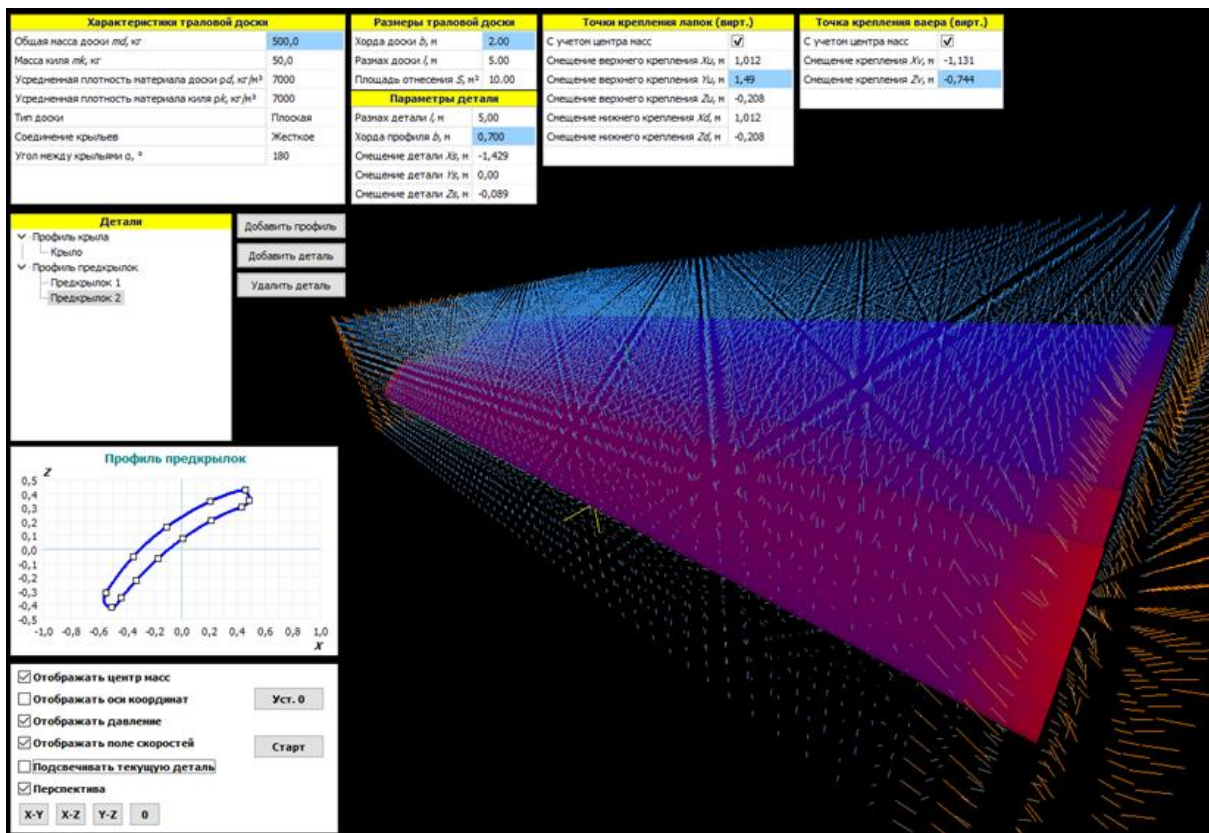 Характеристики траловой доски
Общая масса доски md, кг 500,0
Масса киля mk, кг 50,0
Усредненная плотность материала доски ρd, кг/м³ 7000
Усредненная плотность материала киля ρk, кг/м³ 7000
Тип доски Плоская
Соединение крыльев Жесткое
Угол между крыльями α, ° 180
Размеры траловой доски
Хорда доски b, м 2.00
Размах доски l, м 5.00
Площадь отнесения S, м² 10.00
Параметры детали
Размах детали l, м 5,00
Хорда профиля b, м 0,700
Смещение детали Xs, м -1,429
Смещение детали Ys, м 0,00
Смещение детали Zs, м -0,089
Точки крепления лапок (вирт.)
С учетом центра масс
Смещение верхнего крепления Xu, м 1,012
Смещение верхнего крепления Yu, м 1,49
Смещение верхнего крепления Zu, м -0,208
Смещение нижнего крепления Xd, м 1,012
Смещение нижнего крепления Zd, м -0,208
Точка крепления ваера (вирт.)
С учетом центра масс
Смещение крепления Xv, м -1,131
Смещение крепления Zv, м -0,744
Детали
Профиль крыла
Крыло
Профиль предкрылок
Предкрылок 1
Предкрылок 2
Добавить профиль
Добавить деталь
Удалить деталь
Профиль предкрылок
Z
0,5
0,4
0,3
0,2
0,1
0,0
-0,1
-0,2
-0,3
-0,4
-0,5
-1,0 -0,8 -0,6 -0,4 -0,2 0,0 0,2 0,4 0,6 0,8 1,0
X
Отображать центр масс
Отображать оси координат
Отображать давление
Отображать поле скоростей
Подсвечивать текущую деталь
Перспектива
Уст. 0
Старт
X-Y X-Z Y-Z 0